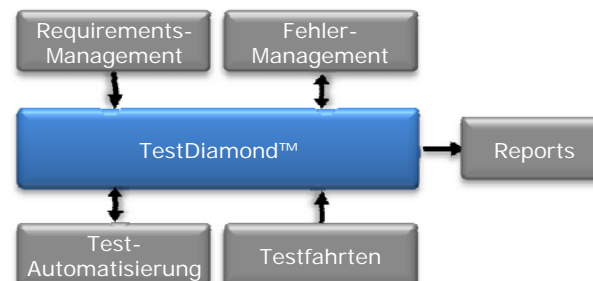 Requirements-
Management
Fehler-
Management
TestDiamond™
Reports
Test-
Automatisierung
Testfahrten